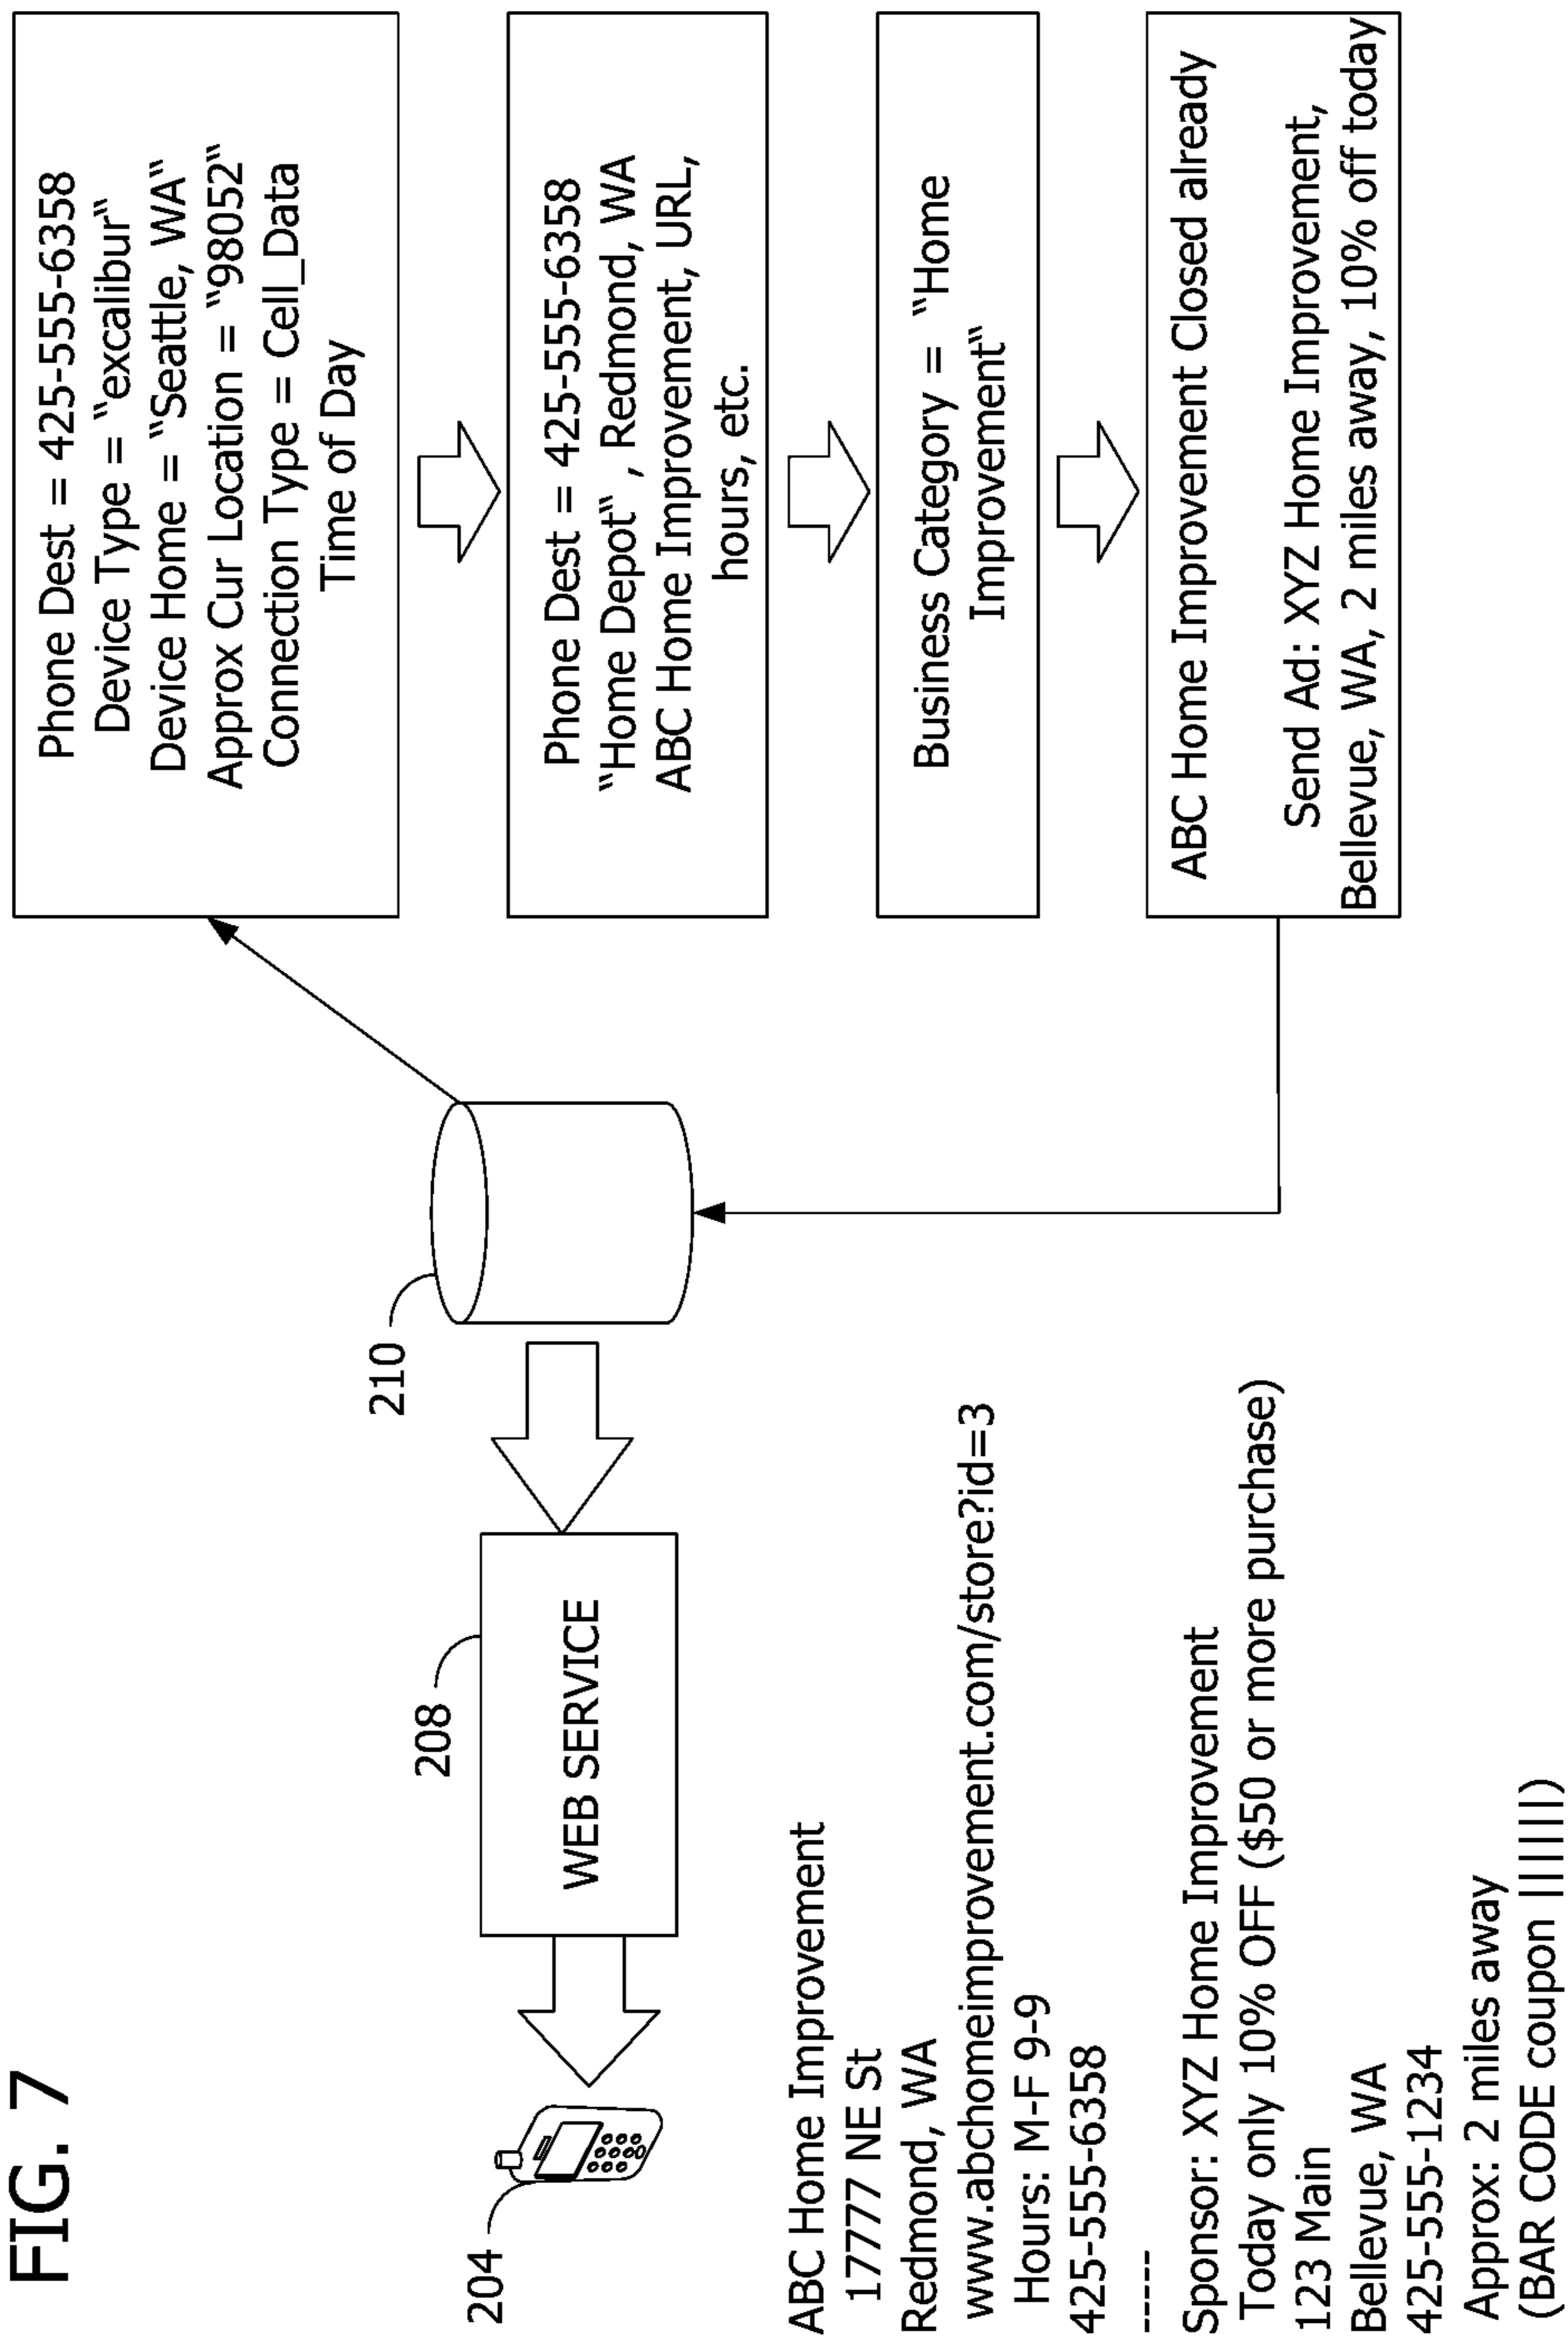 FIG. 7
Phone Dest = 425-555-6358
Device Type = “excalibur“
Device Home = “Seattle, WA“
Approx Cur Location = “98052“
Connection Type = Cell_Data
Time of Day
Phone Dest = 425-555-6358
“Home Depot“ , Redmond, WA
ABC Home Improvement, URL,
hours, etc.
Business Category = “Home
Improvement“
ABC Home Improvement Closed already
Send Ad: XYZ Home Improvement,
Bellevue, WA, 2 miles away, 10% off today
210
208
WEB SERVICE
204
ABC Home Improvement
17777 NE St
Redmond, WA
www.abchomeimprovement.com/store?id=3
Hours: M-F 9-9
425-555-6358
-----
Sponsor: XYZ Home Improvement
Today only 10% OFF ($50 or more purchase)
123 Main
Bellevue, WA
425-555-1234
Approx: 2 miles away
(BAR CODE coupon ||||||)